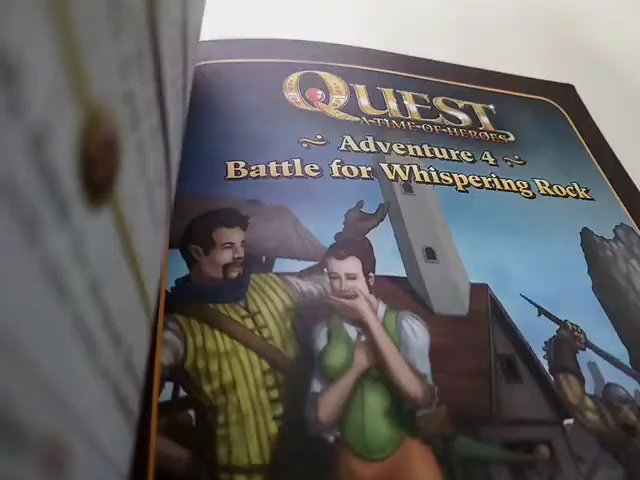 QUEST
A TIME OF HEROES
Adventure 4
Battle for Whispering Rock